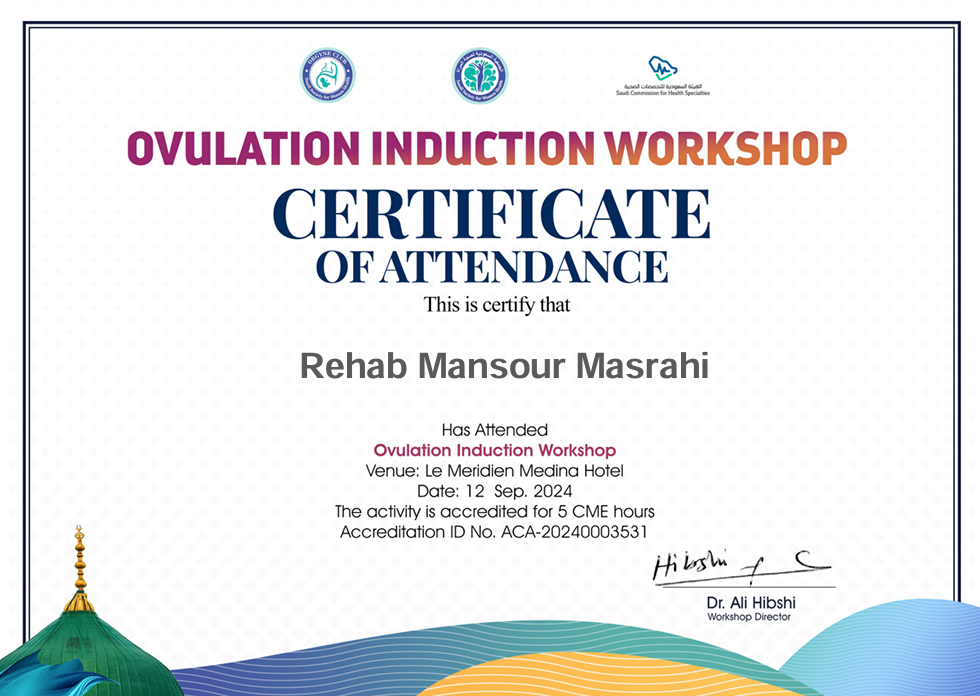 OBGYNE CLUB
الهيئة السعودية للتخصصات الصحية
Saudi Commission for Health Specialties
OVULATION INDUCTION WORKSHOP
CERTIFICATE
OF ATTENDANCE
This is certify that
Rehab Mansour Masrahi
Has Attended
Ovulation Induction Workshop
Venue: Le Meridien Medina Hotel
Date: 12 Sep. 2024
The activity is accredited for 5 CME hours
Accreditation ID No. ACA-20240003531
Hibshi
Dr. Ali Hibshi
Workshop Director